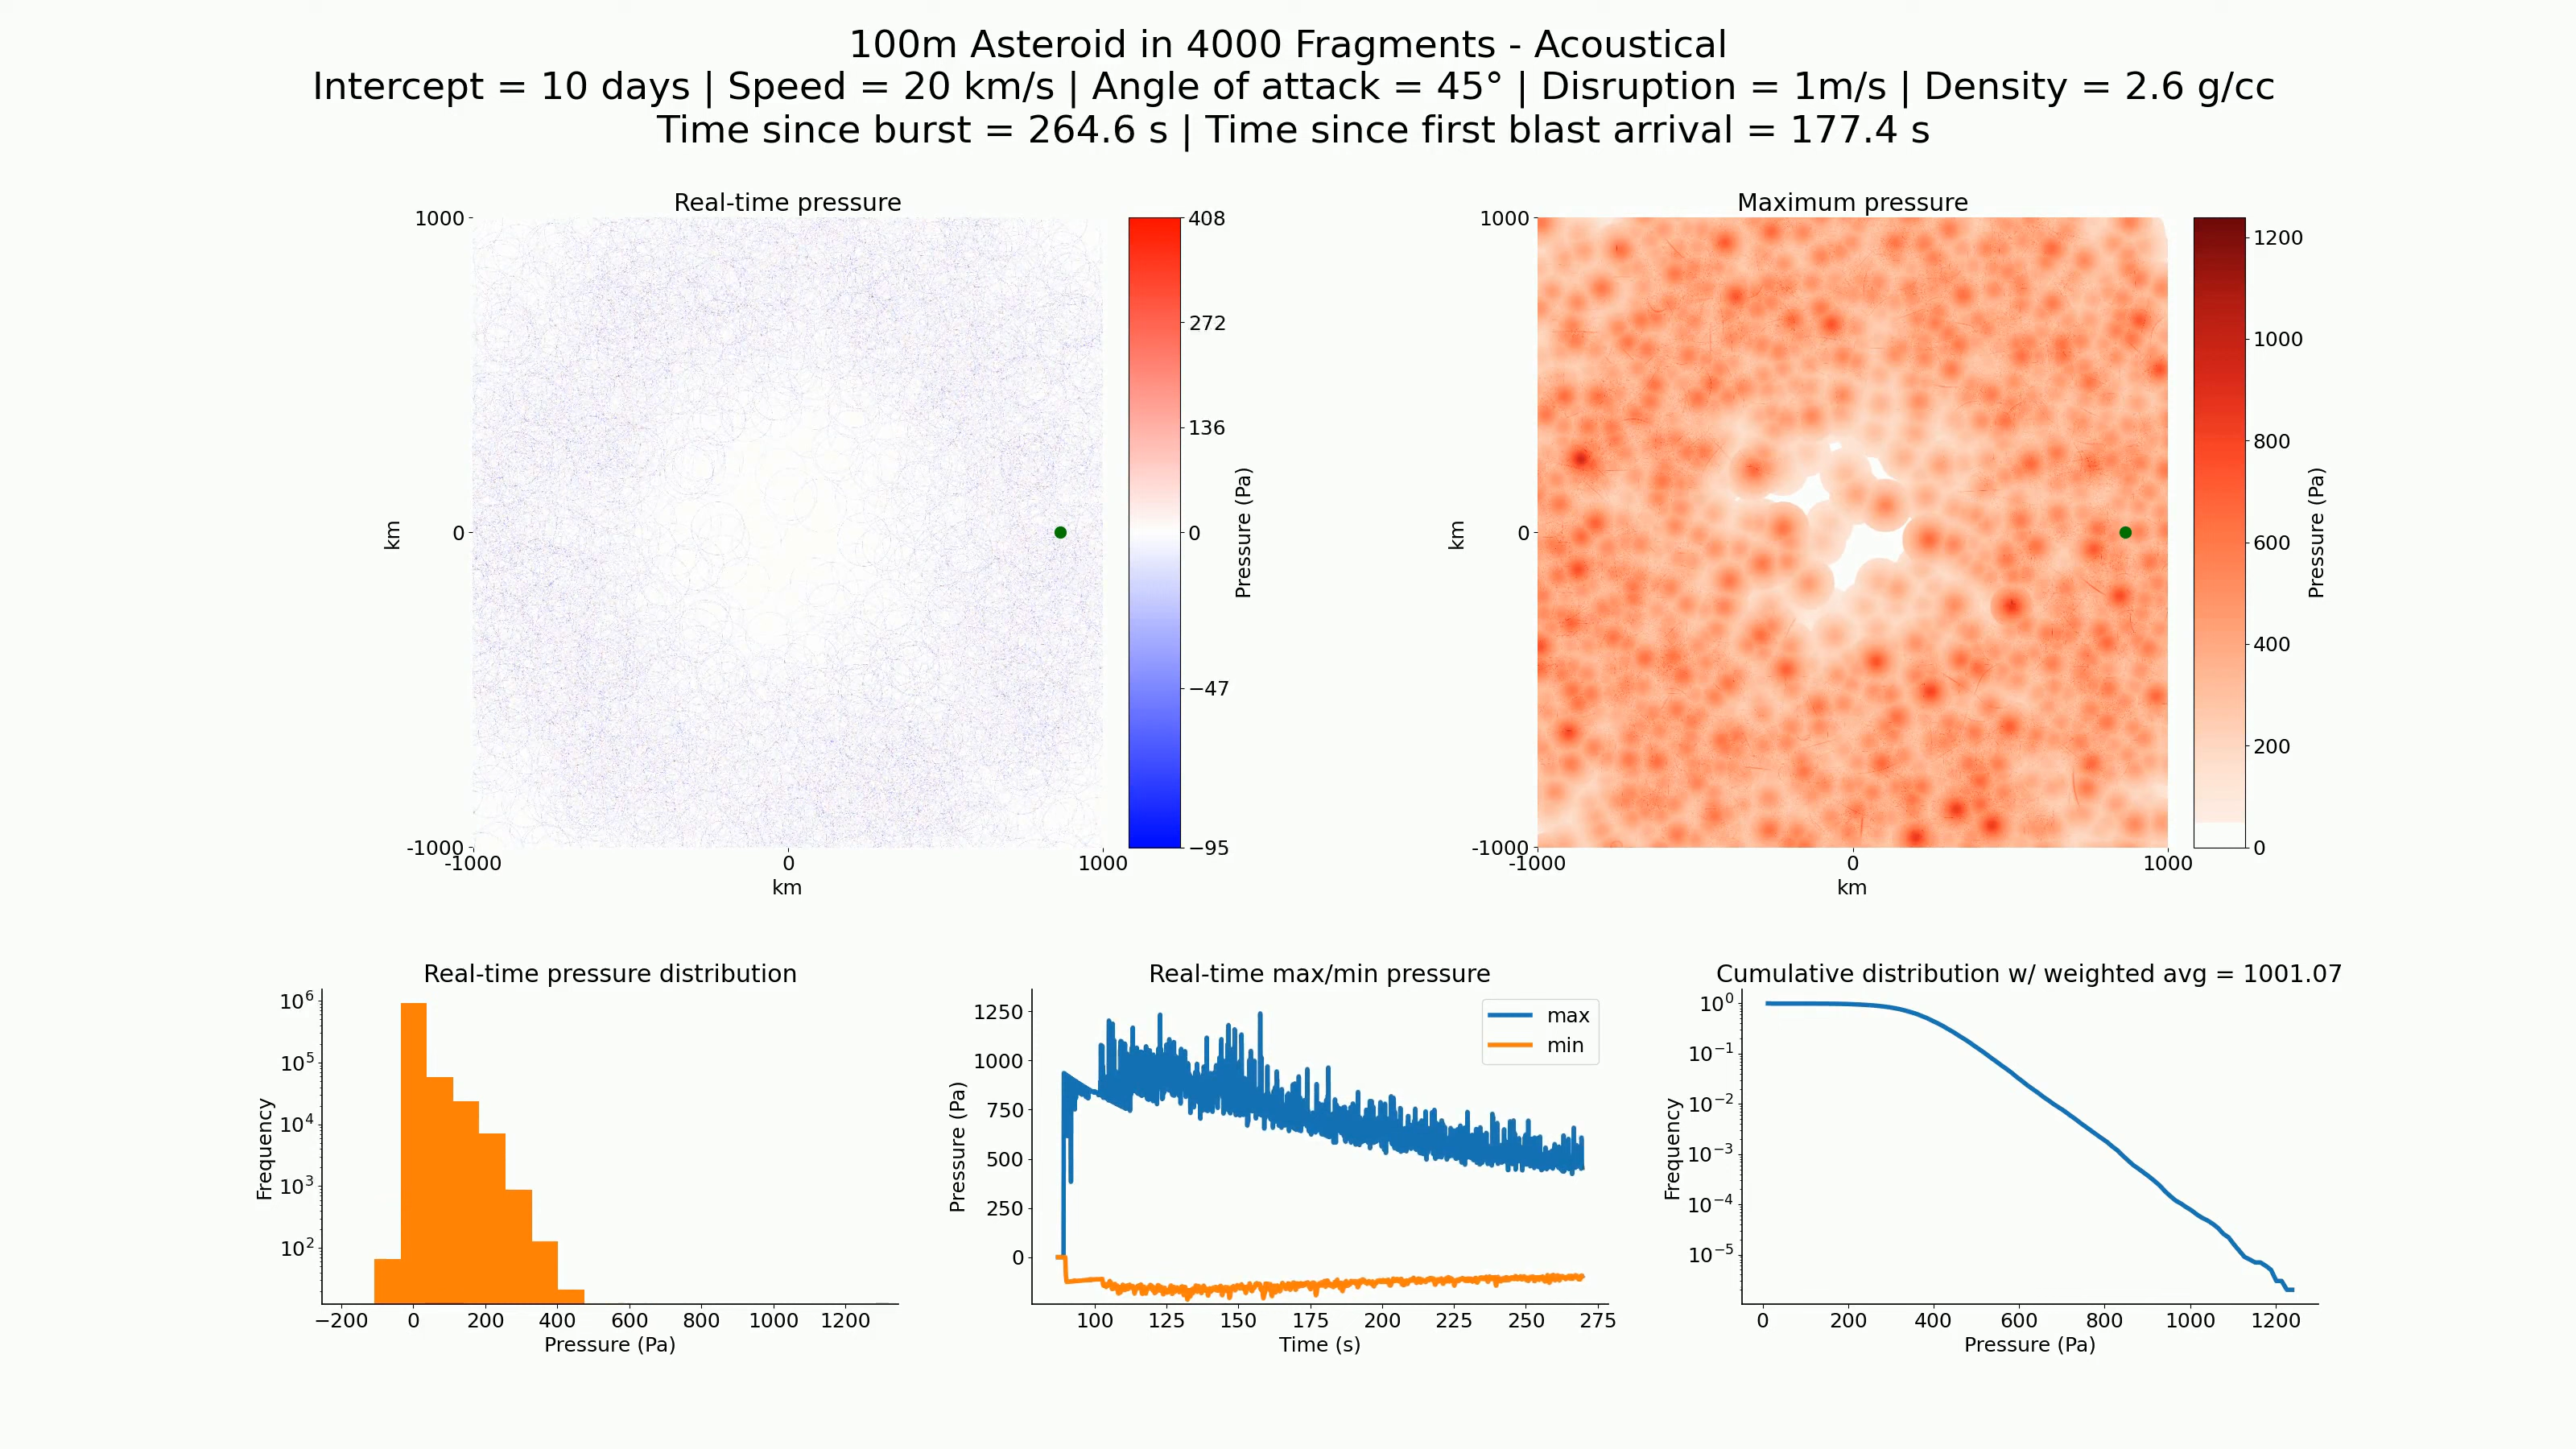 100m Asteroid in 4000 Fragments - Acoustical
Intercept = 10 days | Speed = 20 km/s | Angle of attack = 45° | Disruption = 1m/s | Density = 2.6 g/cc
Time since burst = 264.6 s | Time since first blast arrival = 177.4 s
Real-time pressure
1000
0
-1000
km
-1000
0
1000
km
408
272
136
0
−47
−95
Pressure (Pa)
Maximum pressure
1000
0
-1000
km
-1000
0
1000
km
1200
1000
800
600
400
200
0
Pressure (Pa)
Real-time pressure distribution
10^6
10^5
10^4
10^3
10^2
Frequency
−200 0 200 400 600 800 1000 1200
Pressure (Pa)
Real-time max/min pressure
max
min
1250
1000
750
500
250
0
Pressure (Pa)
100 125 150 175 200 225 250 275
Time (s)
Cumulative distribution w/ weighted avg = 1001.07
10^0
10^−1
10^−2
10^−3
10^−4
10^−5
Frequency
0 200 400 600 800 1000 1200
Pressure (Pa)